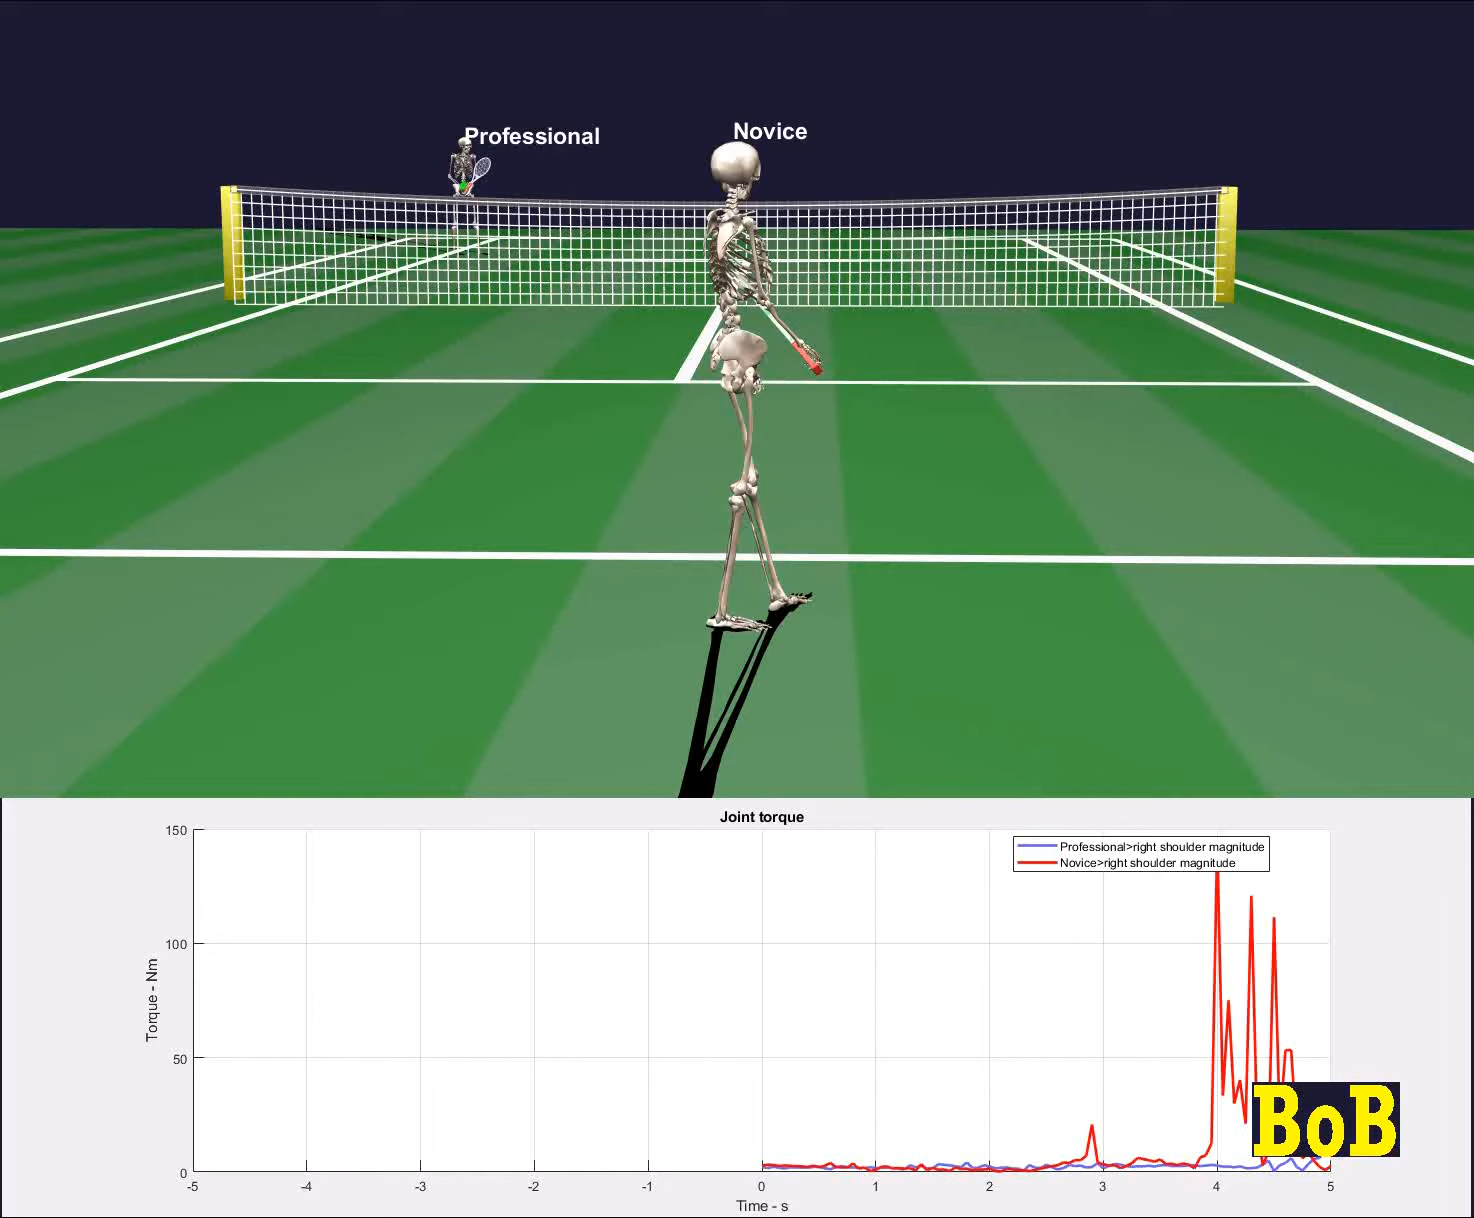 Professional
Novice
Joint torque
Professional>right shoulder magnitude
Novice>right shoulder magnitude
150
100
50
0
Torque - Nm
-5
-4
-3
-2
-1
0
1
2
3
4
5
Time - s
BoB